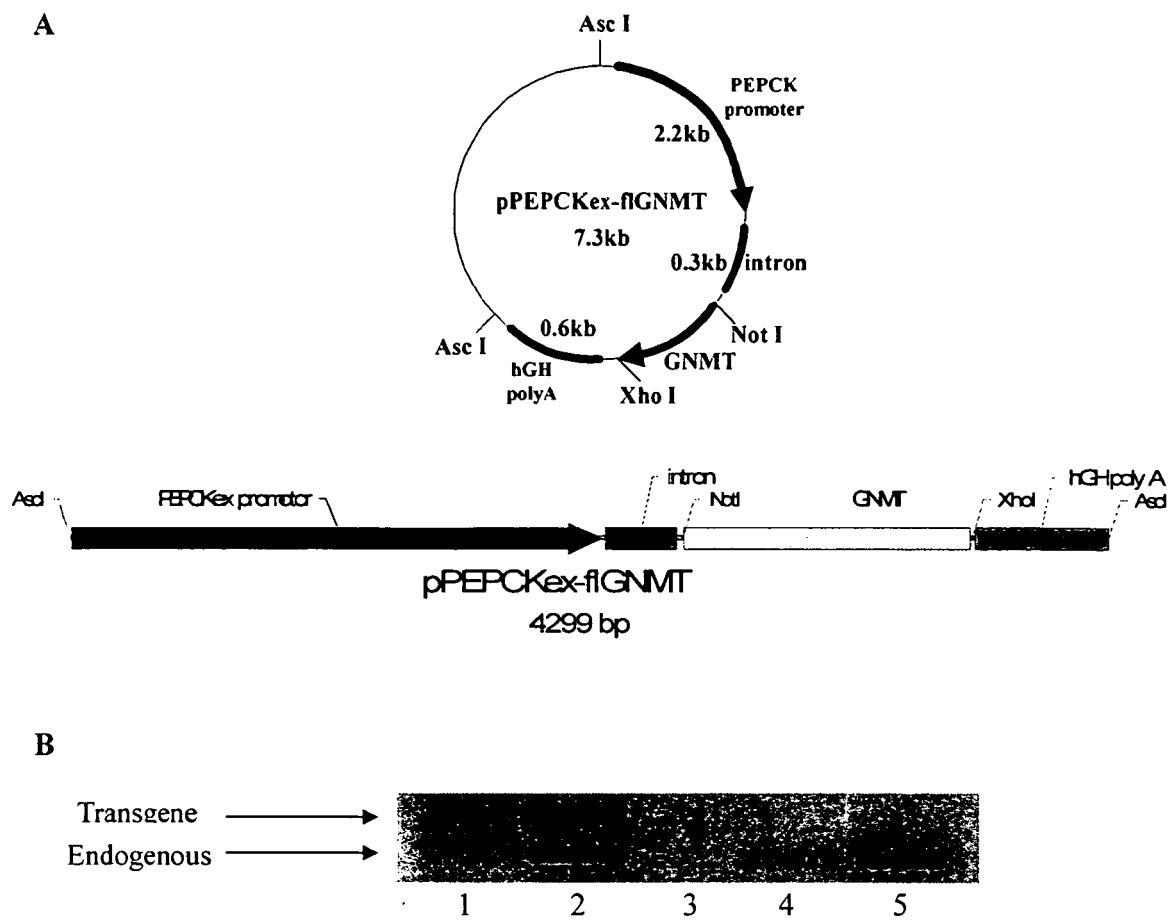 A
Asc I
PEPCK
promoter
2.2kb
pPEPCKex-flGNMT
7.3kb
0.3kb
intron
Not I
GNMT
Xho I
0.6kb
hGH
polyA
Asc I
AscI
PEPCKex promotor
intron
NotI
GNMT
XhoI
hGH poly A
AscI
pPEPCKex-flGNMT
4299 bp
B
Transgene
Endogenous
1 2 3 4 5